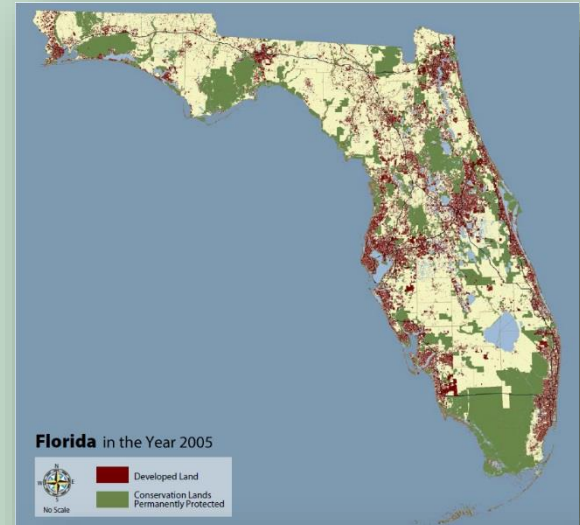 Florida in the Year 2005
N
W E
S
No Scale
Developed Land
Conservation Lands
Permanently Protected